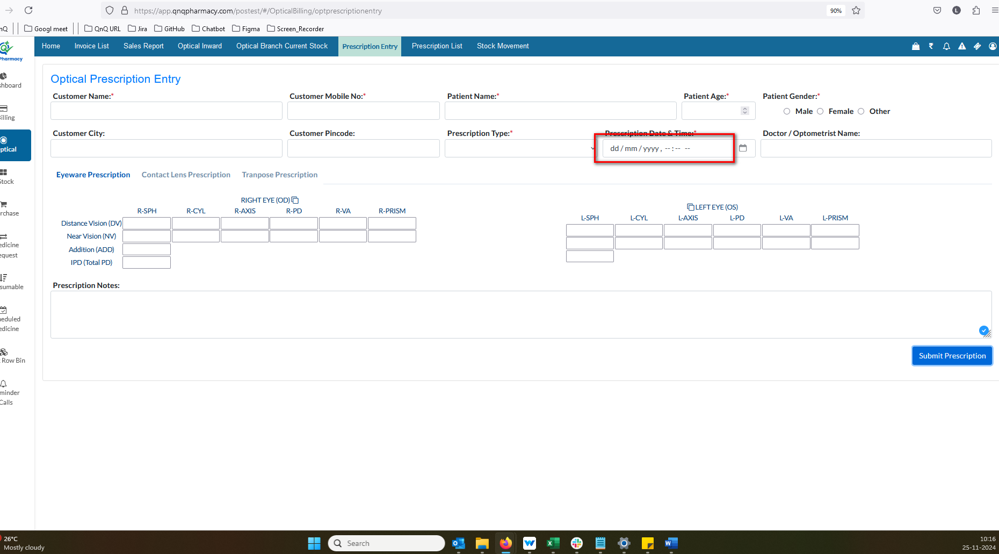 https://app.qnqpharmacy.com/postest/#/OpticalBilling/optprescriptionentry
90%
L
nQ
Googl meet
QnQ URL
Jira
GitHub
Chatbot
Figma
Screen_Recorder
Pharmacy
Home
Invoice List
Sales Report
Optical Inward
Optical Branch Current Stock
Prescription Entry
Prescription List
Stock Movement
₹
shboard
illing
ptical
Stock
rchase
edicine
equest
sumable
neduled
edicine
Row Bin
minder
Calls
Optical Prescription Entry
Customer Name:*
Customer Mobile No:*
Patient Name:*
Patient Age:*
Patient Gender:*
Male
Female
Other
Customer City:
Customer Pincode:
Prescription Type:*
Prescription Date & Time:*
Doctor / Optometrist Name:
dd / mm / yyyy , -- : -- --
Eyeware Prescription
Contact Lens Prescription
Tranpose Prescription
RIGHT EYE (OD)
R-SPH
R-CYL
R-AXIS
R-PD
R-VA
R-PRISM
Distance Vision (DV)
Near Vision (NV)
Addition (ADD)
IPD (Total PD)
LEFT EYE (OS)
L-SPH
L-CYL
L-AXIS
L-PD
L-VA
L-PRISM
Prescription Notes:
Submit Prescription
26°C
Mostly cloudy
Search
10:16
25-11-2024